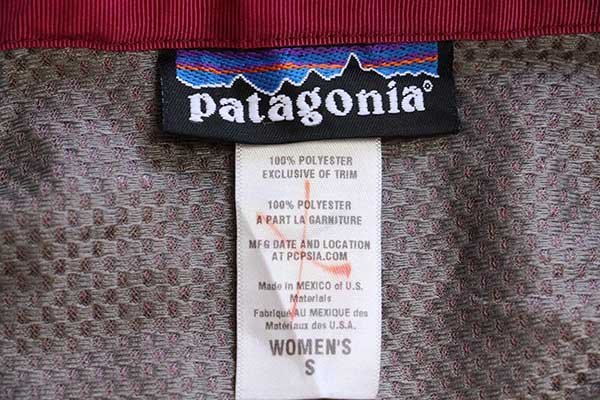 patagonia®
100% POLYESTER
EXCLUSIVE OF TRIM
100% POLYESTER
A PART LA GARNITURE
MFG DATE AND LOCATION
AT PCPSIA.COM
Made in MEXICO of U.S.
Materials
Fabriqué AU MEXIQUE des
Matériaux des U.S.A.
WOMEN'S
S